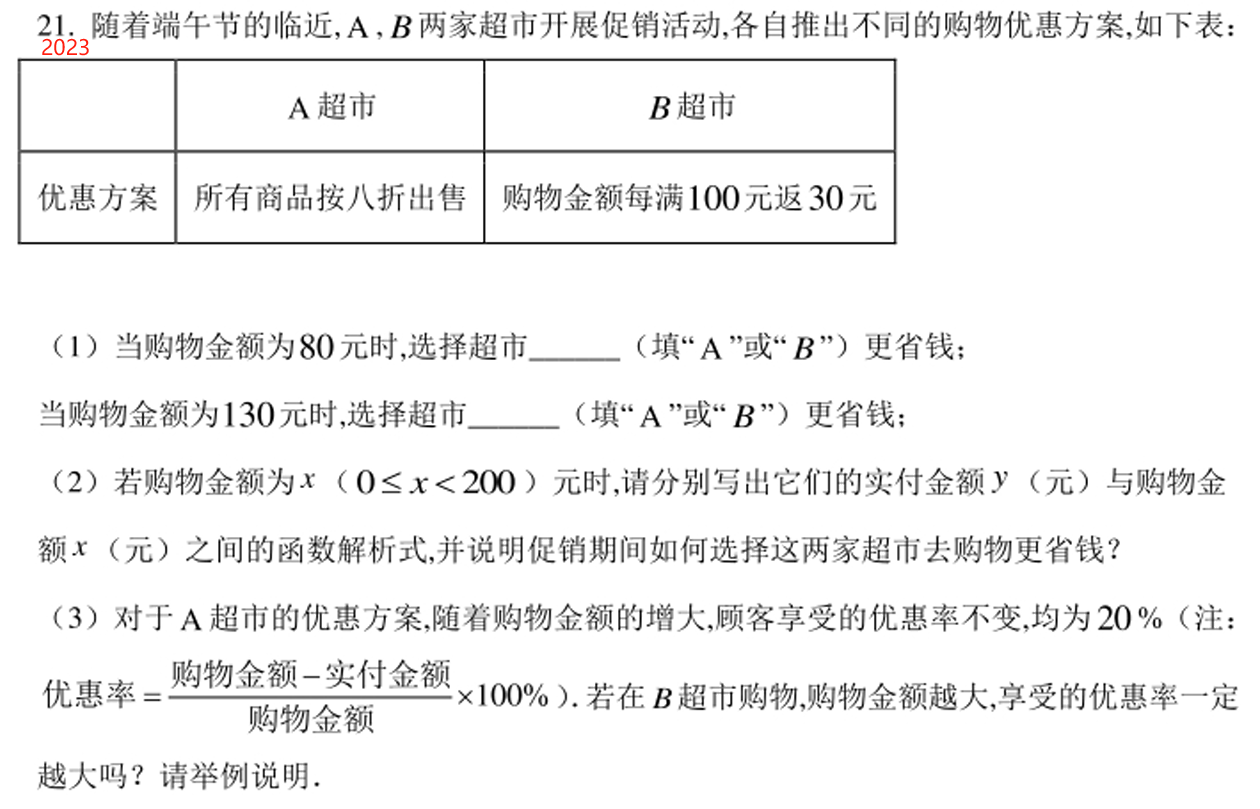 21. 随着端午节的临近,A,B两家超市开展促销活动,各自推出不同的购物优惠方案,如下表:
2023
A超市 B超市
优惠方案 所有商品按八折出售 购物金额每满100元返30元
(1)当购物金额为80元时,选择超市______(填“A”或“B”)更省钱;
当购物金额为130元时,选择超市______(填“A”或“B”)更省钱;
(2)若购物金额为x(0≤x<200)元时,请分别写出它们的实付金额y(元)与购物金
额x(元)之间的函数解析式,并说明促销期间如何选择这两家超市去购物更省钱?
(3)对于A超市的优惠方案,随着购物金额的增大,顾客享受的优惠率不变,均为20%(注:
优惠率=购物金额-实付金额/购物金额×100%).若在B超市购物,购物金额越大,享受的优惠率一定
越大吗?请举例说明.